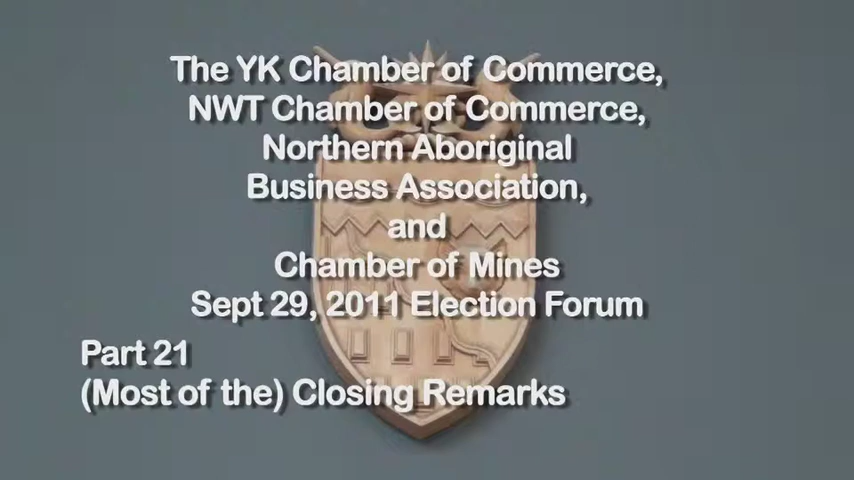 The YK Chamber of Commerce,
NWT Chamber of Commerce,
Northern Aboriginal
Business Association,
and
Chamber of Mines
Sept 29, 2011 Election Forum
Part 21
(Most of the) Closing Remarks